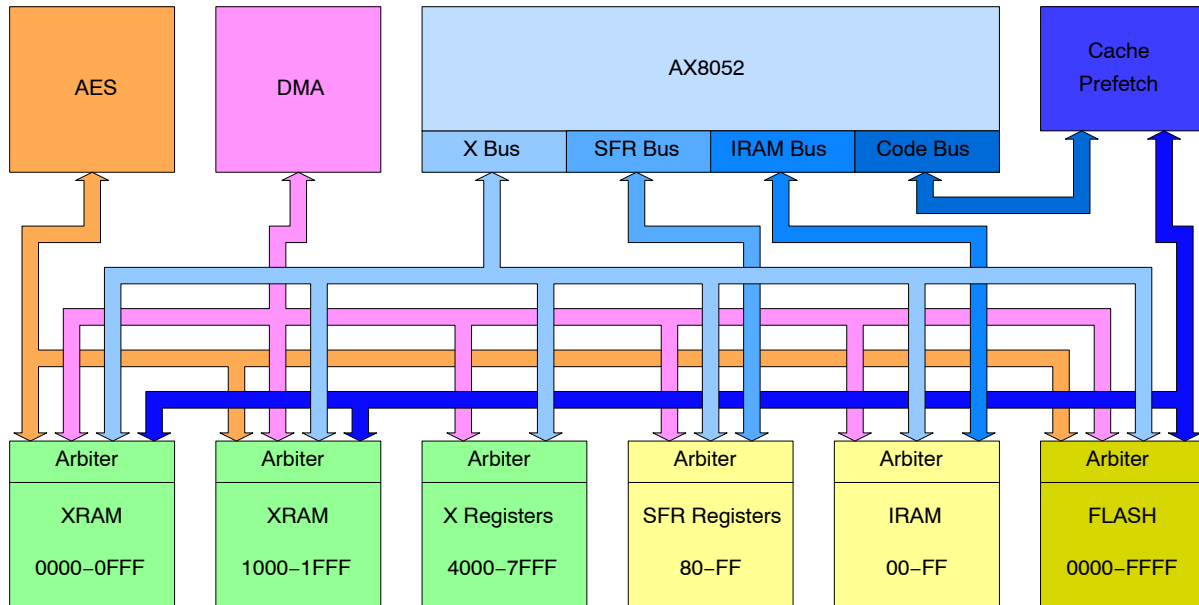 AES
DMA
AX8052
Cache
Prefetch
X Bus
SFR Bus
IRAM Bus
Code Bus
Arbiter
XRAM
0000−0FFF
Arbiter
XRAM
1000−1FFF
Arbiter
X Registers
4000−7FFF
Arbiter
SFR Registers
80−FF
Arbiter
IRAM
00−FF
Arbiter
FLASH
0000−FFFF